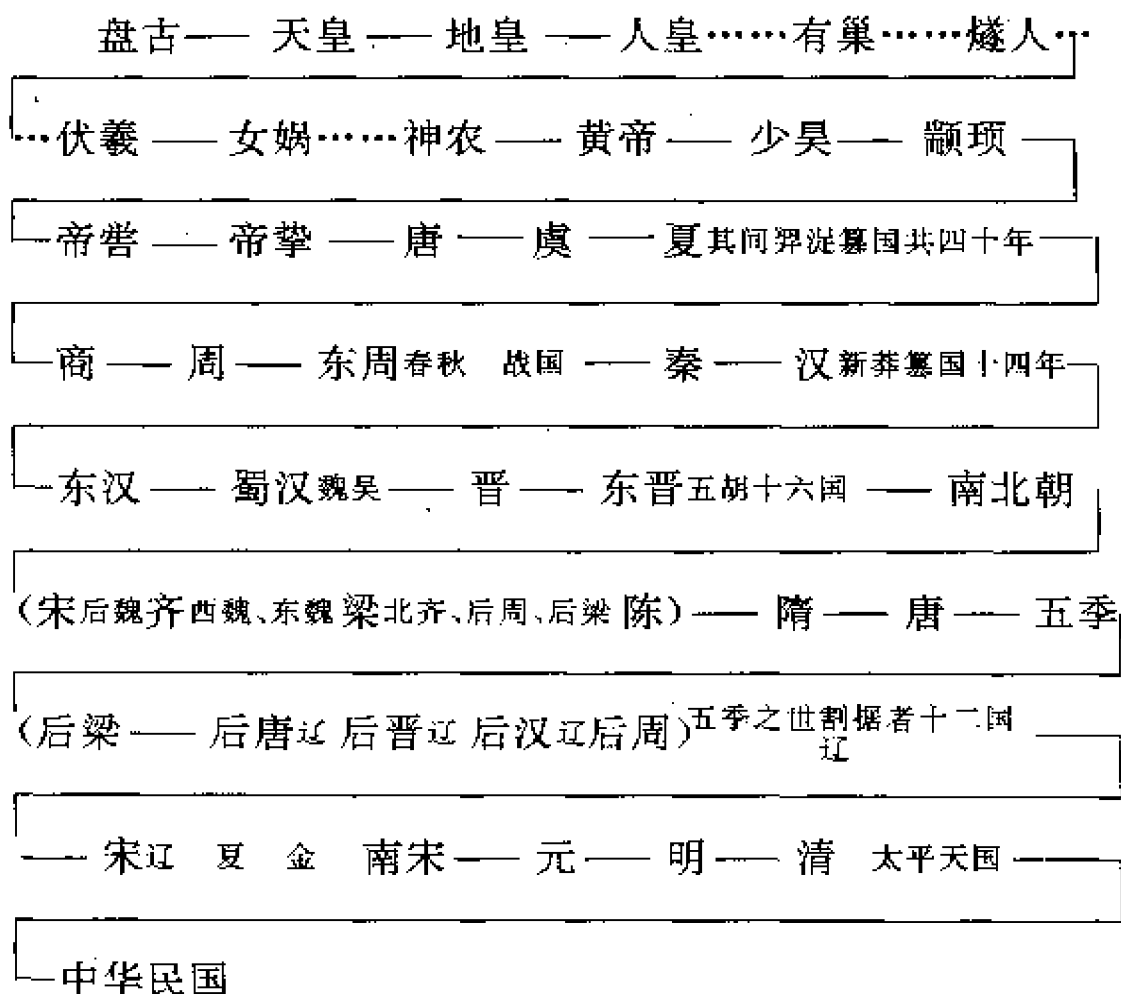 盘古——天皇——地皇——人皇……有巢……燧人…
…伏羲——女娲……神农——黄帝——少昊——颛顼
帝喾——帝挚——唐——虞——夏其间羿浞篡国共四十年
商——周——东周春秋 战国——秦——汉新莽篡国十四年
东汉——蜀汉魏吴——晋——东晋五胡十六国——南北朝
(宋后魏齐西魏、东魏梁北齐、后周、后梁陈)——隋——唐——五季
(后梁——后唐辽 后晋辽 后汉辽后周)五季之世割据者十二国
辽
——宋辽 夏 金 南宋——元——明——清 太平天国
中华民国